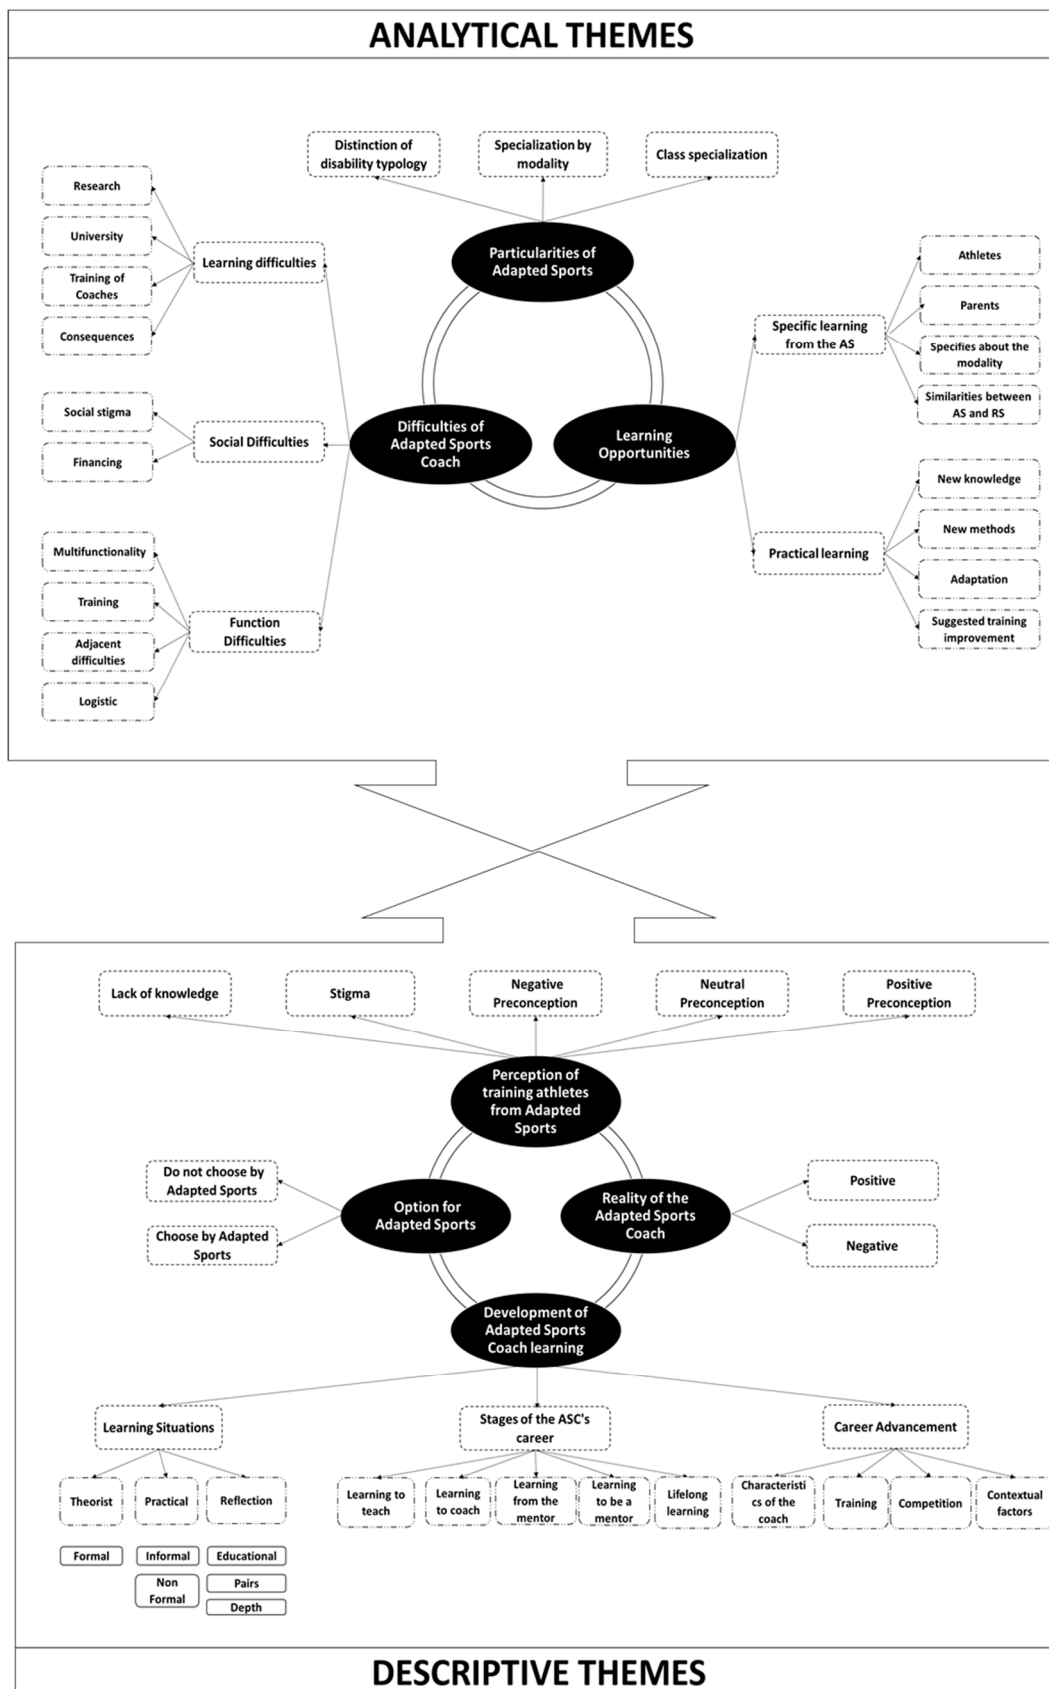 ANALYTICAL THEMES
Distinction of
disability typology
Specialization by
modality
Class specialization
Particularities of
Adapted Sports
Research
University
Training of
Coaches
Consequences
Learning difficulties
Social stigma
Financing
Social Difficulties
Multifunctionality
Training
Adjacent
difficulties
Logistic
Function
Difficulties
Difficulties of
Adapted Sports
Coach
Learning
Opportunities
Specific learning
from the AS
Athletes
Parents
Specifies about the
modality
Similarities between
AS and RS
Practical learning
New knowledge
New methods
Adaptation
Suggested training
improvement
Lack of knowledge
Stigma
Negative
Preconception
Neutral
Preconception
Positive
Preconception
Perception of
training athletes
from Adapted
Sports
Do not choose by
Adapted Sports
Choose by Adapted
Sports
Option for
Adapted Sports
Reality of the
Adapted Sports
Coach
Positive
Negative
Development of
Adapted Sports
Coach learning
Learning Situations
Stages of the ASC's
career
Career Advancement
Theorist
Practical
Reflection
Learning to
teach
Learning
to coach
Learning
from the
mentor
Learning
to be a
mentor
Lifelong
learning
Characteristi
cs of the
coach
Training
Competition
Contextual
factors
Formal
Informal
Non
Formal
Educational
Pairs
Depth
DESCRIPTIVE THEMES